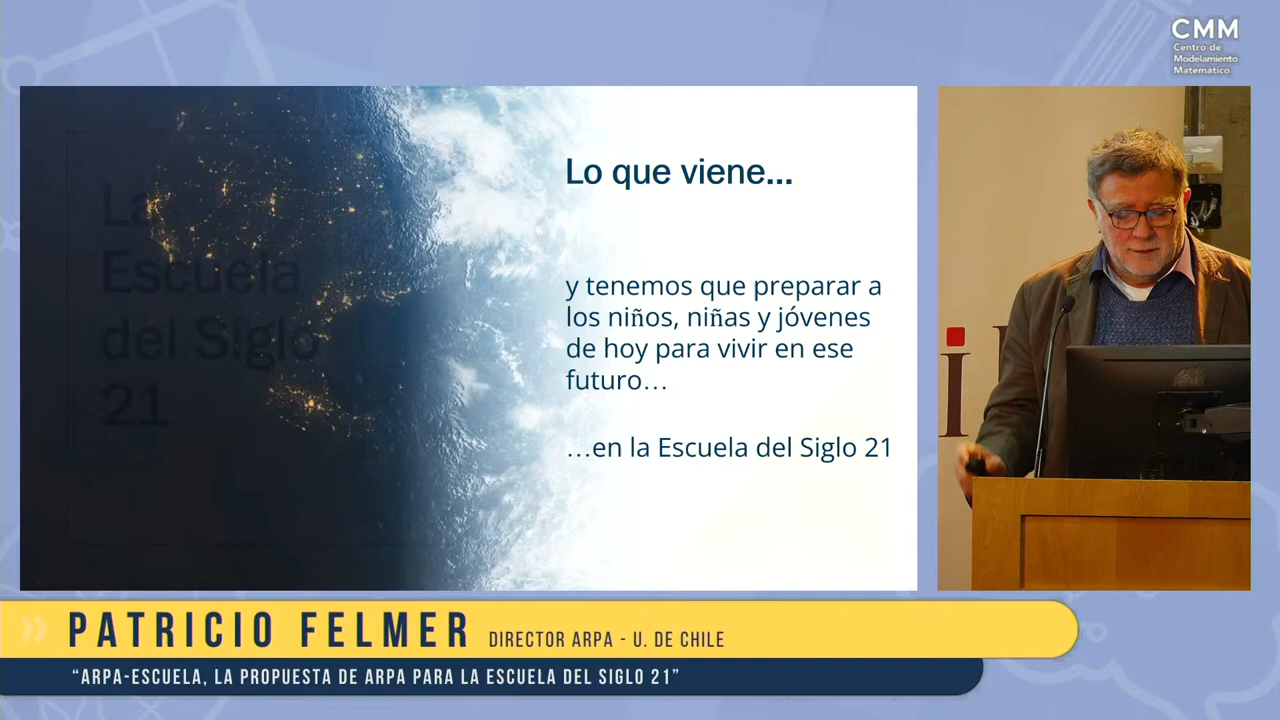 CMM
Centro de
Modelamiento
Matemático
Lo que viene...
La
Escuela
del Siglo
21
y tenemos que preparar a
los niños, niñas y jóvenes
de hoy para vivir en ese
futuro…
…en la Escuela del Siglo 21
PATRICIO FELMER DIRECTOR ARPA - U. DE CHILE
“ARPA-ESCUELA, LA PROPUESTA DE ARPA PARA LA ESCUELA DEL SIGLO 21”